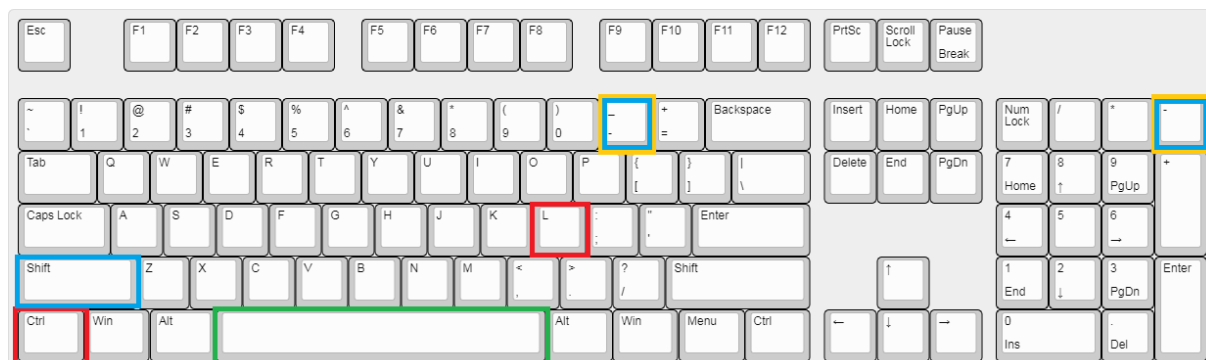 Esc F1 F2 F3 F4 F5 F6 F7 F8 F9 F10 F11 F12 PrtSc Scroll Lock Pause Break
~ ` ! 1 @ 2 # 3 $ 4 % 5 ^ 6 & 7 * 8 ( 9 ) 0 _ - + = Backspace Insert Home PgUp Num Lock / * -
Tab Q W E R T Y U I O P { [ } ] | \ Delete End PgDn 7 Home 8 ↑ 9 PgUp +
Caps Lock A S D F G H J K L : ; " ' Enter 4 ← 5 6 →
Shift Z X C V B N M < , > . ? / Shift ↑ 1 End 2 ↓ 3 PgDn Enter
Ctrl Win Alt Alt Win Menu Ctrl ← ↓ → 0 Ins . Del